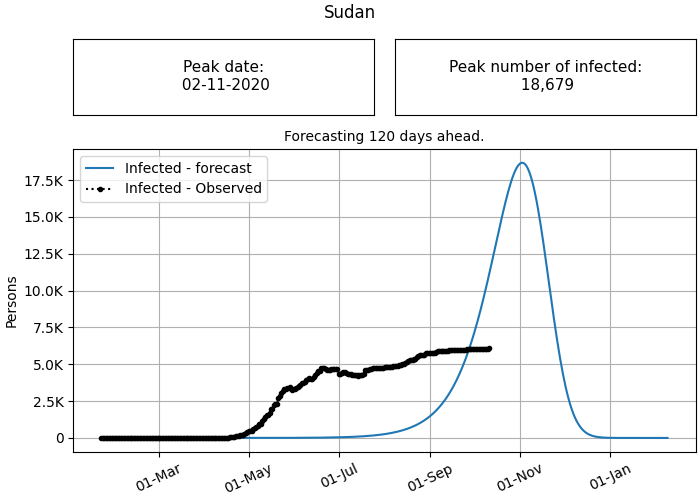 Sudan
Peak date:
02-11-2020
Peak number of infected:
18,679
Forecasting 120 days ahead.
Infected - forecast
Infected - Observed
17.5K
15.0K
12.5K
10.0K
7.5K
5.0K
2.5K
0
Persons
01-Mar
01-May
01-Jul
01-Sep
01-Nov
01-Jan